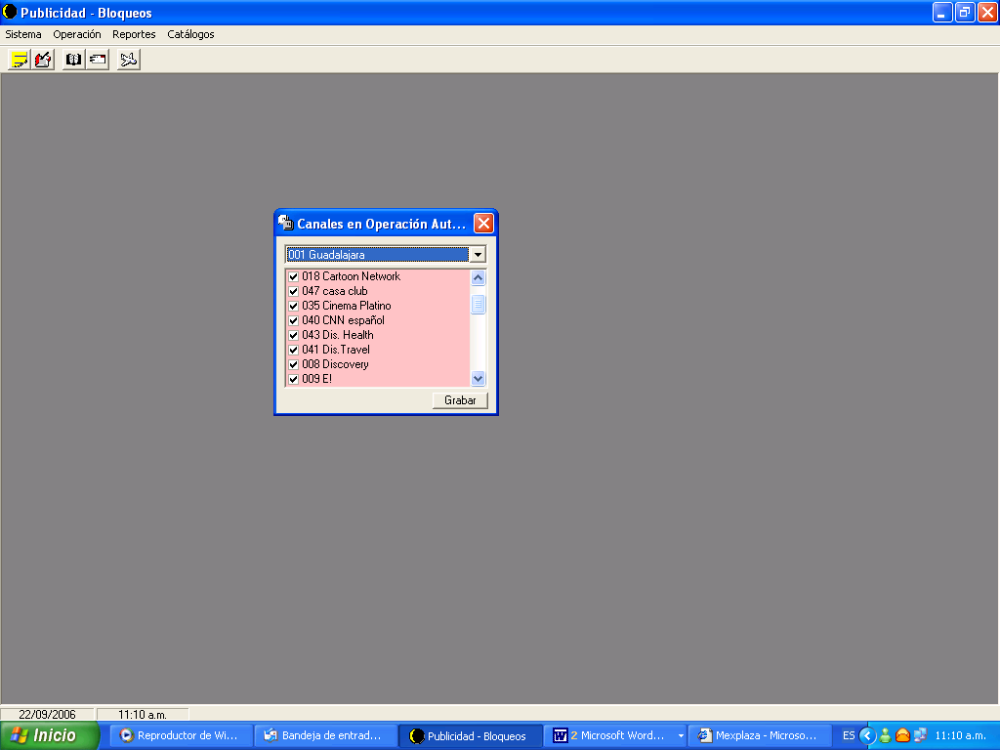 Publicidad - Bloqueos
Sistema Operación Reportes Catálogos
Canales en Operación Aut...
001 Guadalajara
018 Cartoon Network
047 casa club
035 Cinema Platino
040 CNN español
043 Dis. Health
041 Dis.Travel
008 Discovery
009 E!
Grabar
22/09/2006 11:10 a.m.
Inicio Reproductor de Wi... Bandeja de entrad... Publicidad - Bloqueos 2 Microsoft Word... Mexplaza - Microso... ES 11:10 a.m.